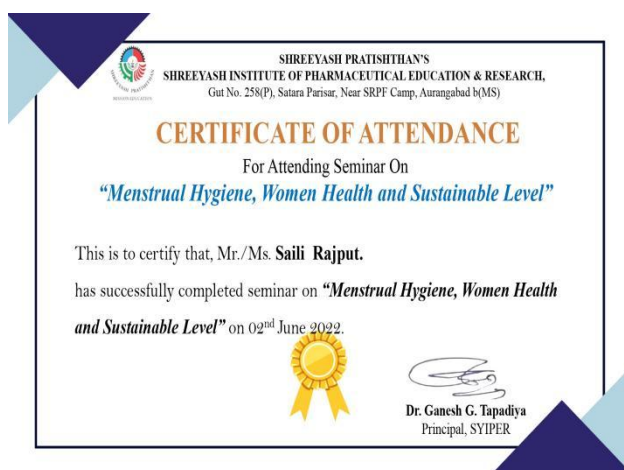 SHREEYASH PRATISHTHAN'S
SHREEYASH INSTITUTE OF PHARMACEUTICAL EDUCATION & RESEARCH,
Gut No. 258(P), Satara Parisar, Near SRPF Camp, Aurangabad b(MS)
SHREEYASH PRATISHTHAN
CERTIFICATE OF ATTENDANCE
For Attending Seminar On
“Menstrual Hygiene, Women Health and Sustainable Level”
This is to certify that, Mr./Ms. Saili Rajput.
has successfully completed seminar on “Menstrual Hygiene, Women Health
and Sustainable Level” on 02nd June 2022.
Dr. Ganesh G. Tapadiya
Principal, SYIPER